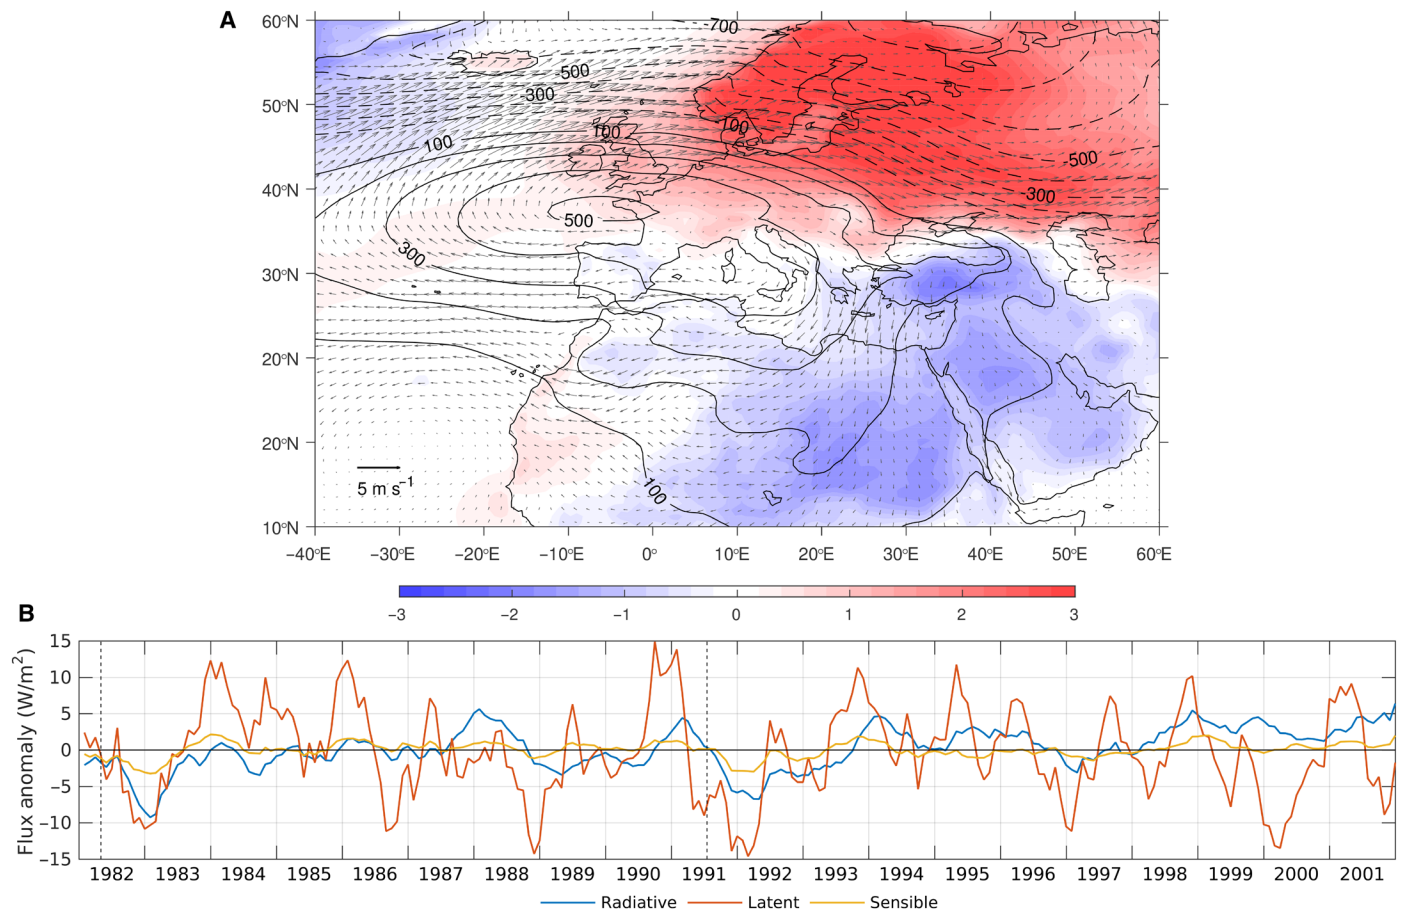 A
60°N
50°N
40°N
30°N
20°N
20°N
10°N
-700
-500
-300
100
100
-100
-500
-300
500
300
100
5 m s⁻¹
−40°E
−30°E
−20°E
−10°E
0°
10°E
20°E
30°E
40°E
50°E
60°E
−3
−2
−1
0
1
2
3
B
Flux anomaly (W/m²)
15
10
5
0
−5
−10
−15
1982 1983 1984 1985 1986 1987 1988 1989 1990 1991 1992 1993 1994 1995 1996 1997 1998 1999 2000 2001
Radiative Latent Sensible